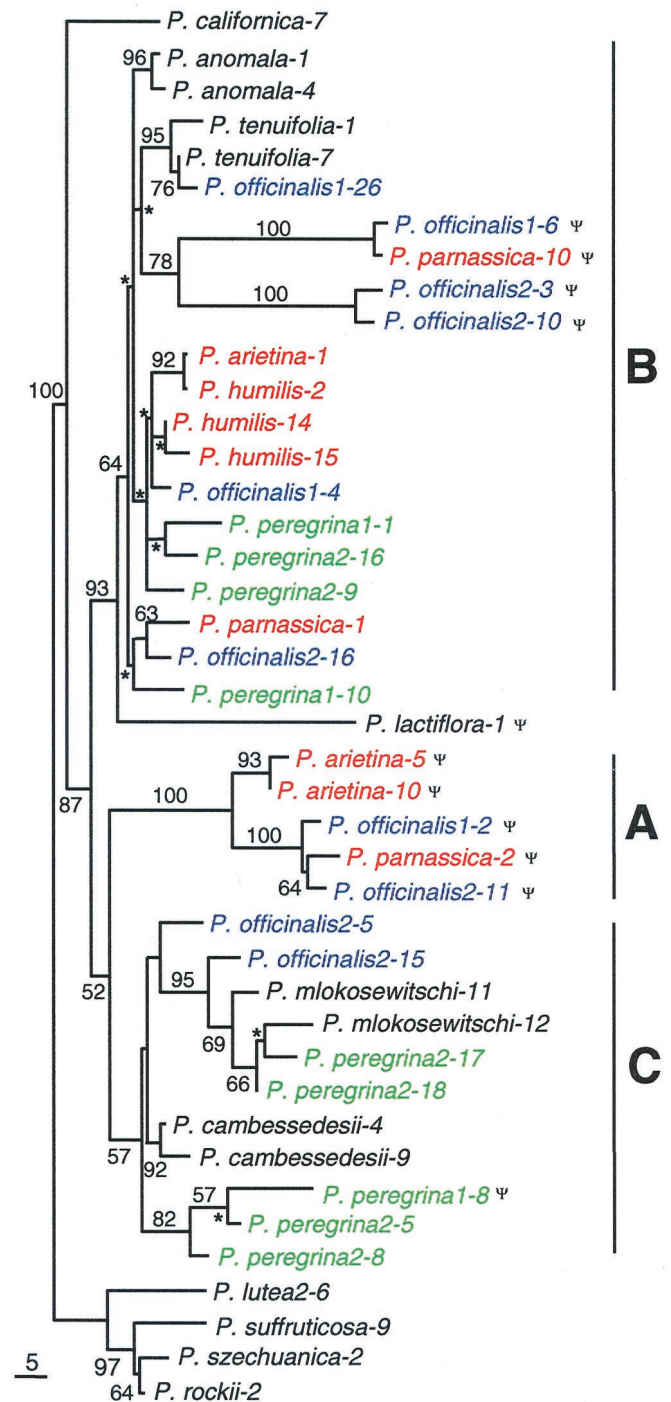 P. californica-7
96 P. anomala-1
P. anomala-4
95 P. tenuifolia-1
P. tenuifolia-7
76 P. officinalis1-26
*
100 P. officinalis1-6 Ψ
P. parnassica-10 Ψ
78
*
100 P. officinalis2-3 Ψ
P. officinalis2-10 Ψ
92 P. arietina-1
B
100 P. humilis-2
* P. humilis-14
*
P. humilis-15
64
* P. officinalis1-4
P. peregrina1-1
* P. peregrina2-16
93 P. peregrina2-9
63 P. parnassica-1
P. officinalis2-16
* P. peregrina1-10
P. lactiflora-1 Ψ
93 P. arietina-5 Ψ
P. arietina-10 Ψ
87
100
A
P. officinalis1-2 Ψ
100
P. parnassica-2 Ψ
64 P. officinalis2-11 Ψ
P. officinalis2-5
P. officinalis2-15
95
52
P. mlokosewitschi-11
* P. mlokosewitschi-12
69
P. peregrina2-17
C
66 P. peregrina2-18
P. cambessedesii-4
57
92 P. cambessedesii-9
57 P. peregrina1-8 Ψ
82 * P. peregrina2-5
P. peregrina2-8
P. lutea2-6
P. suffruticosa-9
5
97 P. szechuanica-2
64 P. rockii-2